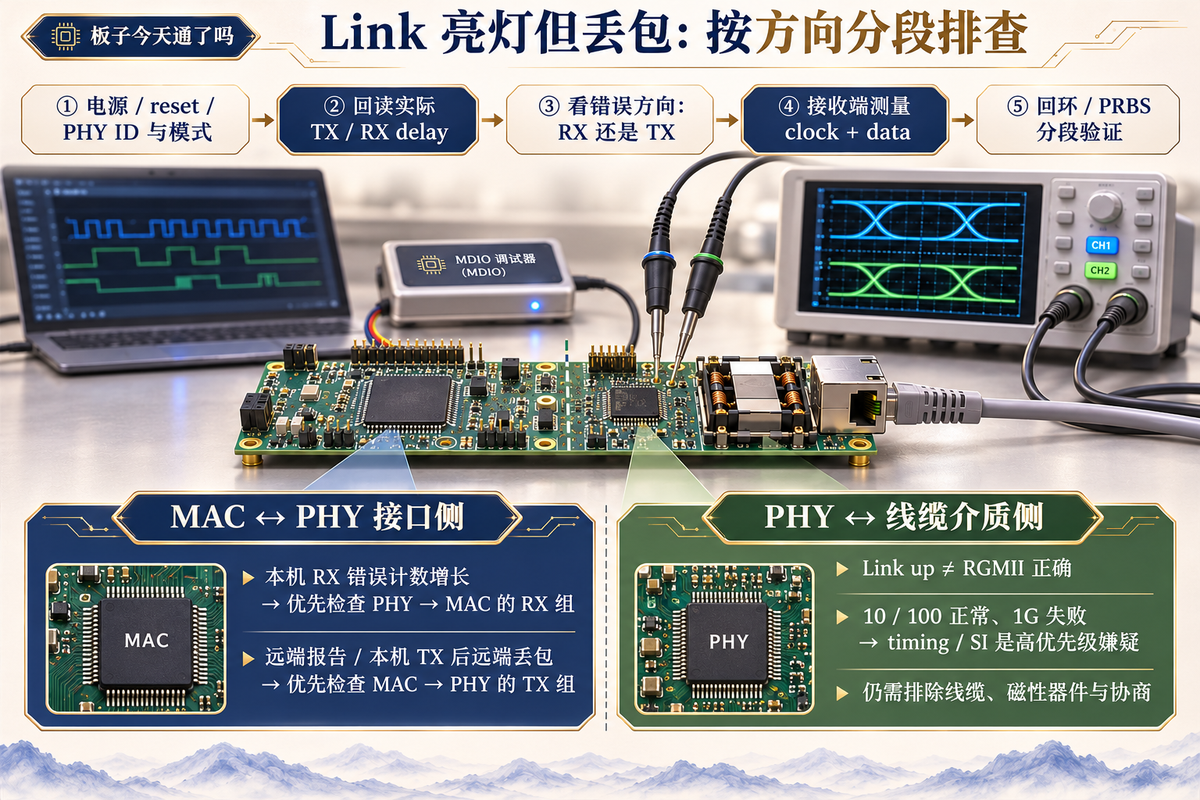 板子今天通了吗
Link 亮灯但丢包: 按方向分段排查
① 电源 / reset /
PHY ID 与模式
② 回读实际
TX / RX delay
③ 看错误方向:
RX 还是 TX
④ 接收端测量
clock + data
⑤ 回环 / PRBS
分段验证
MDIO 调试器
(MDIO)
CH1
CH2
MAC ↔ PHY 接口侧
MAC
本机 RX 错误计数增长
→ 优先检查 PHY → MAC 的 RX 组
远端报告 / 本机 TX 后远端丢包
→ 优先检查 MAC → PHY 的 TX 组
PHY ↔ 线缆介质侧
PHY
Link up ≠ RGMII 正确
10 / 100 正常、1G 失败
→ timing / SI 是高优先级嫌疑
仍需排除线缆、磁性器件与协商